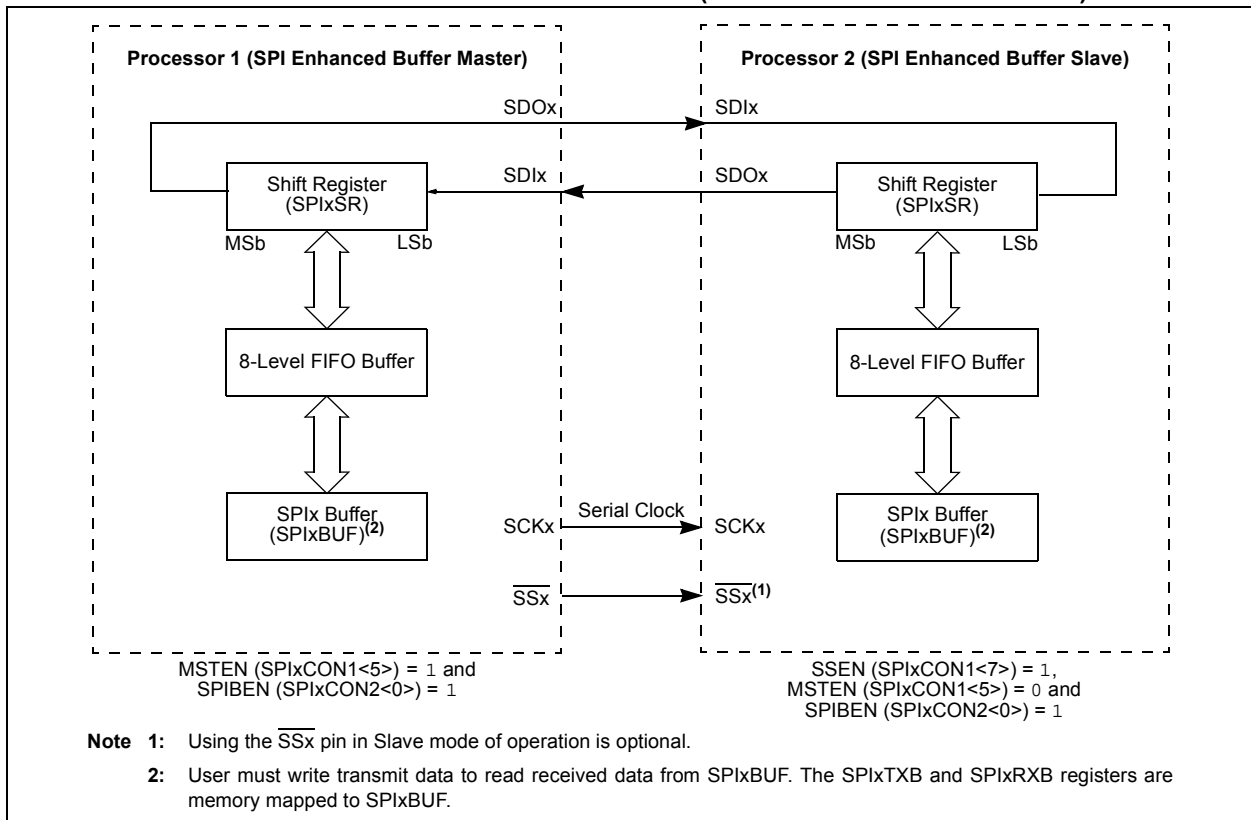 Processor 1 (SPI Enhanced Buffer Master)
Processor 2 (SPI Enhanced Buffer Slave)
SDOx
SDIx
SDIx
SDOx
Shift Register
(SPIxSR)
MSb
LSb
Shift Register
(SPIxSR)
MSb
LSb
8-Level FIFO Buffer
8-Level FIFO Buffer
SPIx Buffer
(SPIxBUF)(2)
SPIx Buffer
(SPIxBUF)(2)
SCKx
Serial Clock
SCKx
SSx
SSx(1)
MSTEN (SPIxCON1<5>) = 1 and
SPIBEN (SPIxCON2<0>) = 1
SSEN (SPIxCON1<7>) = 1,
MSTEN (SPIxCON1<5>) = 0 and
SPIBEN (SPIxCON2<0>) = 1
Note 1: Using the SSx pin in Slave mode of operation is optional.
2: User must write transmit data to read received data from SPIxBUF. The SPIxTXB and SPIxRXB registers are
memory mapped to SPIxBUF.